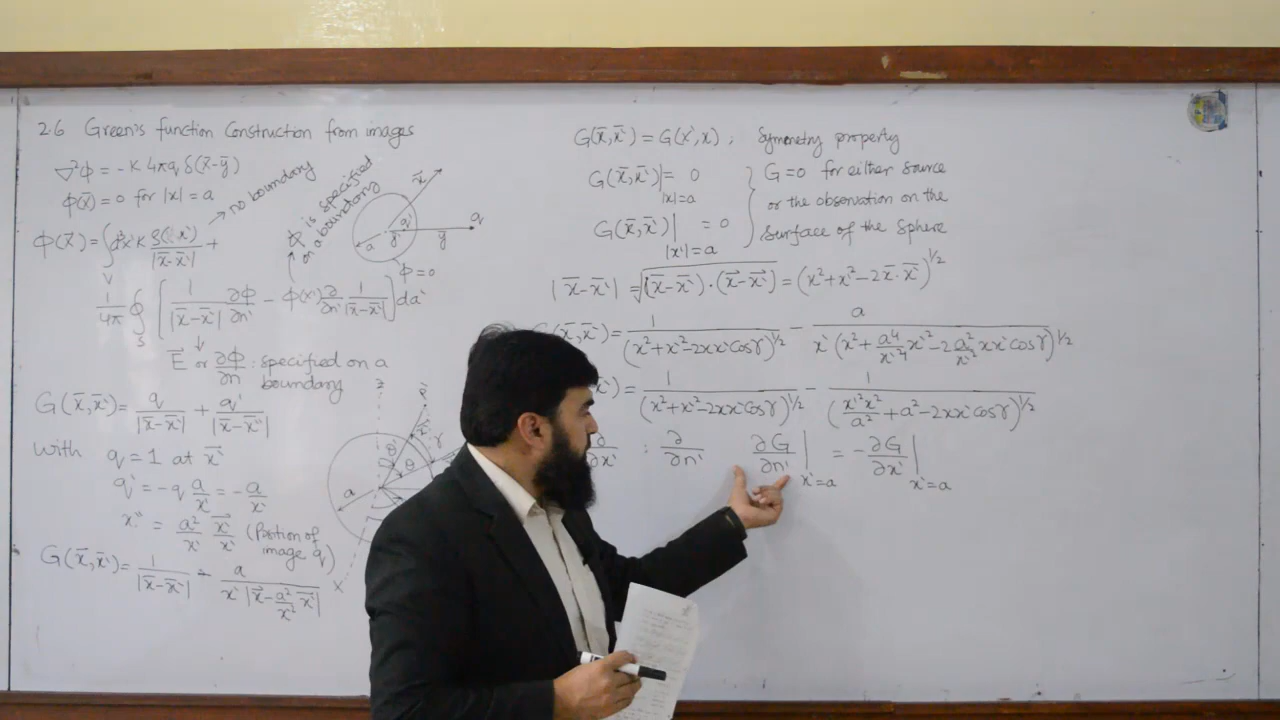 2.6 Green's function Construction from images
∇²Φ = -K 4πq δ(x̄-ȳ)
Φ(x̄) = 0 for |x| = a
→ no boundary
Φ is specified on a boundary
Φ(x̄) = ∫_V d³x' K ρ(x')/|x̄-x̄'| +
1/4π ∮_S [1/|x̄-x̄'| ∂Φ/∂n' - Φ(x') ∂/∂n' 1/|x̄-x̄'|] da'
E⃗ or ∂Φ/∂n : specified on a boundary
x̄
q'
q
a
y'
y
Φ=0
G(x̄,x̄') = q/|x̄-x̄'| + q'/|x̄-x̄''|
with q=1 at x⃗'
q' = -q a/x' = -a/x'
x'' = a²/x' x⃗'/x' (Position of image q')
G(x̄,x̄') = 1/|x̄-x̄'| - a/(x' |x⃗ - a²/x'² x⃗'|)
z
a
θ
θ'
γ
x
G(x̄,x̄') = G(x',x) ; Symmetry property
G(x̄,x̄')|_{|x|=a} = 0
G(x̄,x̄')|_{|x'|=a} = 0
} G=0 for either source
or the observation on the
surface of the Sphere
|x̄-x̄'| = √((x̄-x̄')·(x⃗-x⃗')) = (x²+x'²-2x̄·x̄')^{1/2}
(x̄,x̄') = 1/(x²+x'²-2xx'cosγ)^{1/2} - a/(x'(x²+a⁴/x'⁴ x'²-2a²/x'² xx'cosγ)^{1/2})
') = 1/(x²+x'²-2xx'cosγ)^{1/2} - 1/(x'²x²/a² + a²-2xx'cosγ)^{1/2}
∂/∂x' : ∂/∂n' ∂G/∂n'|_{x'=a} = -∂G/∂x'|_{x'=a}